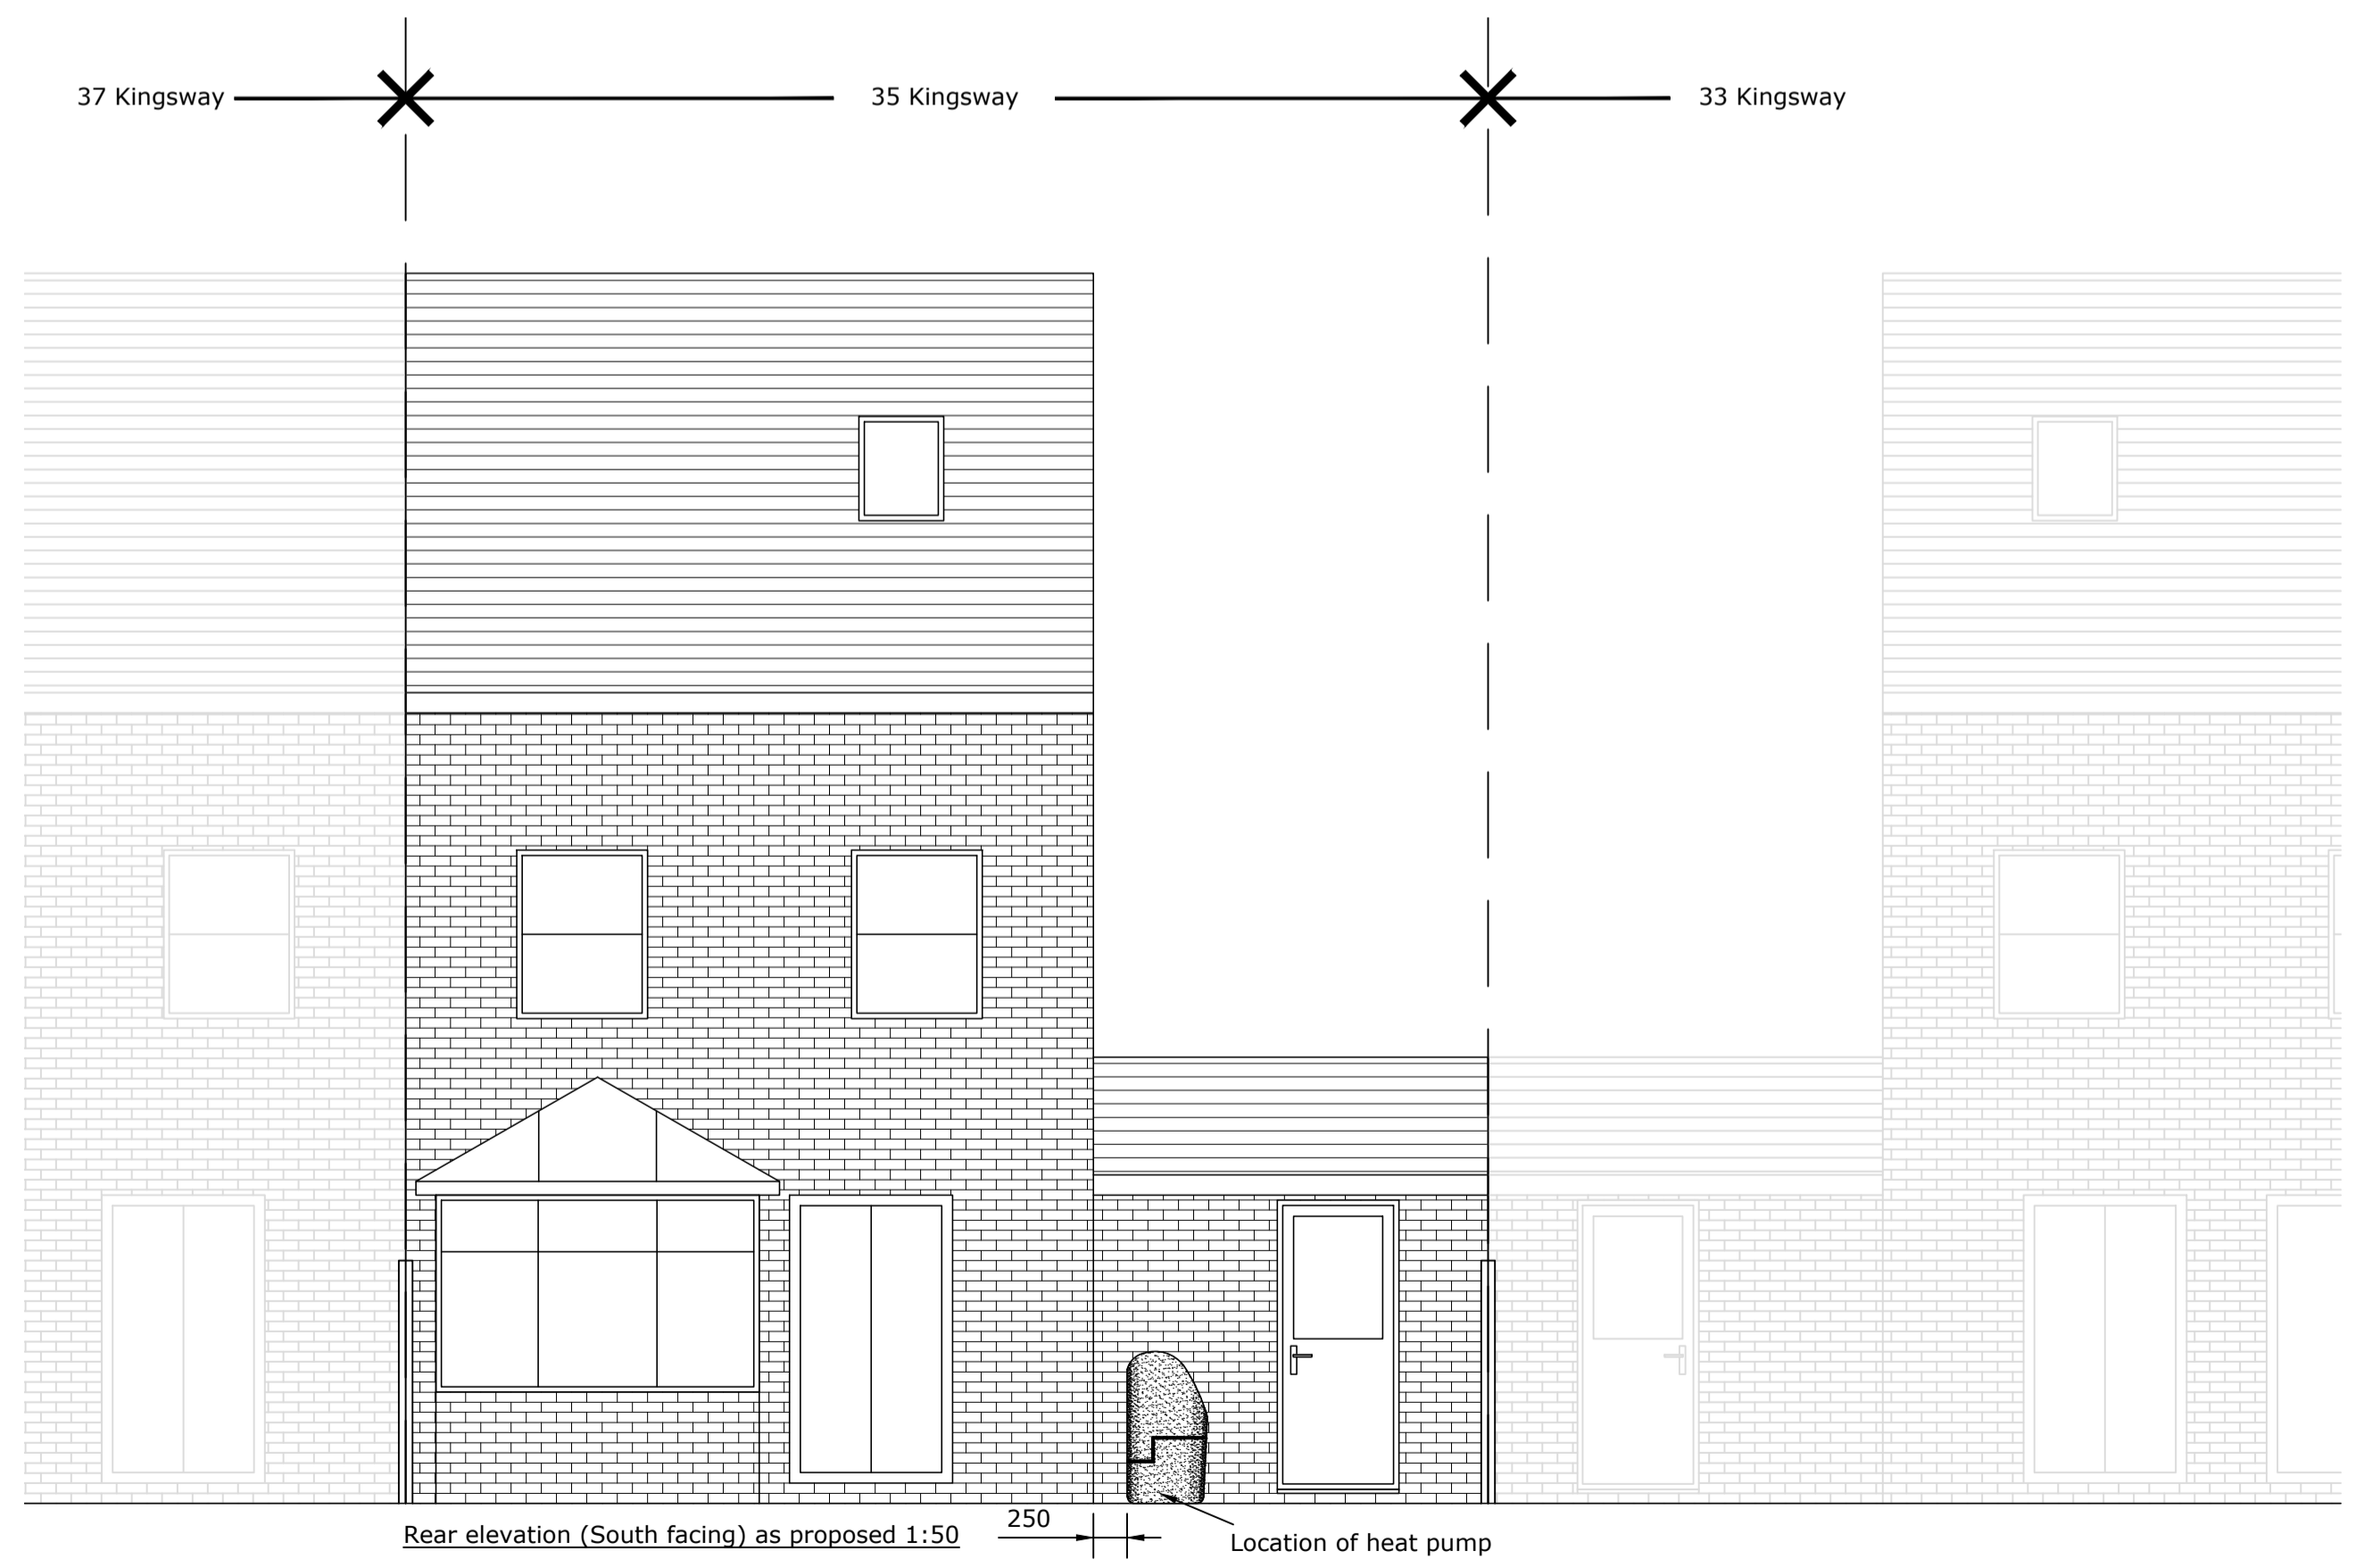 37 Kingsway
35 Kingsway
33 Kingsway
250
Rear elevation (South facing) as proposed 1:50
Location of heat pump